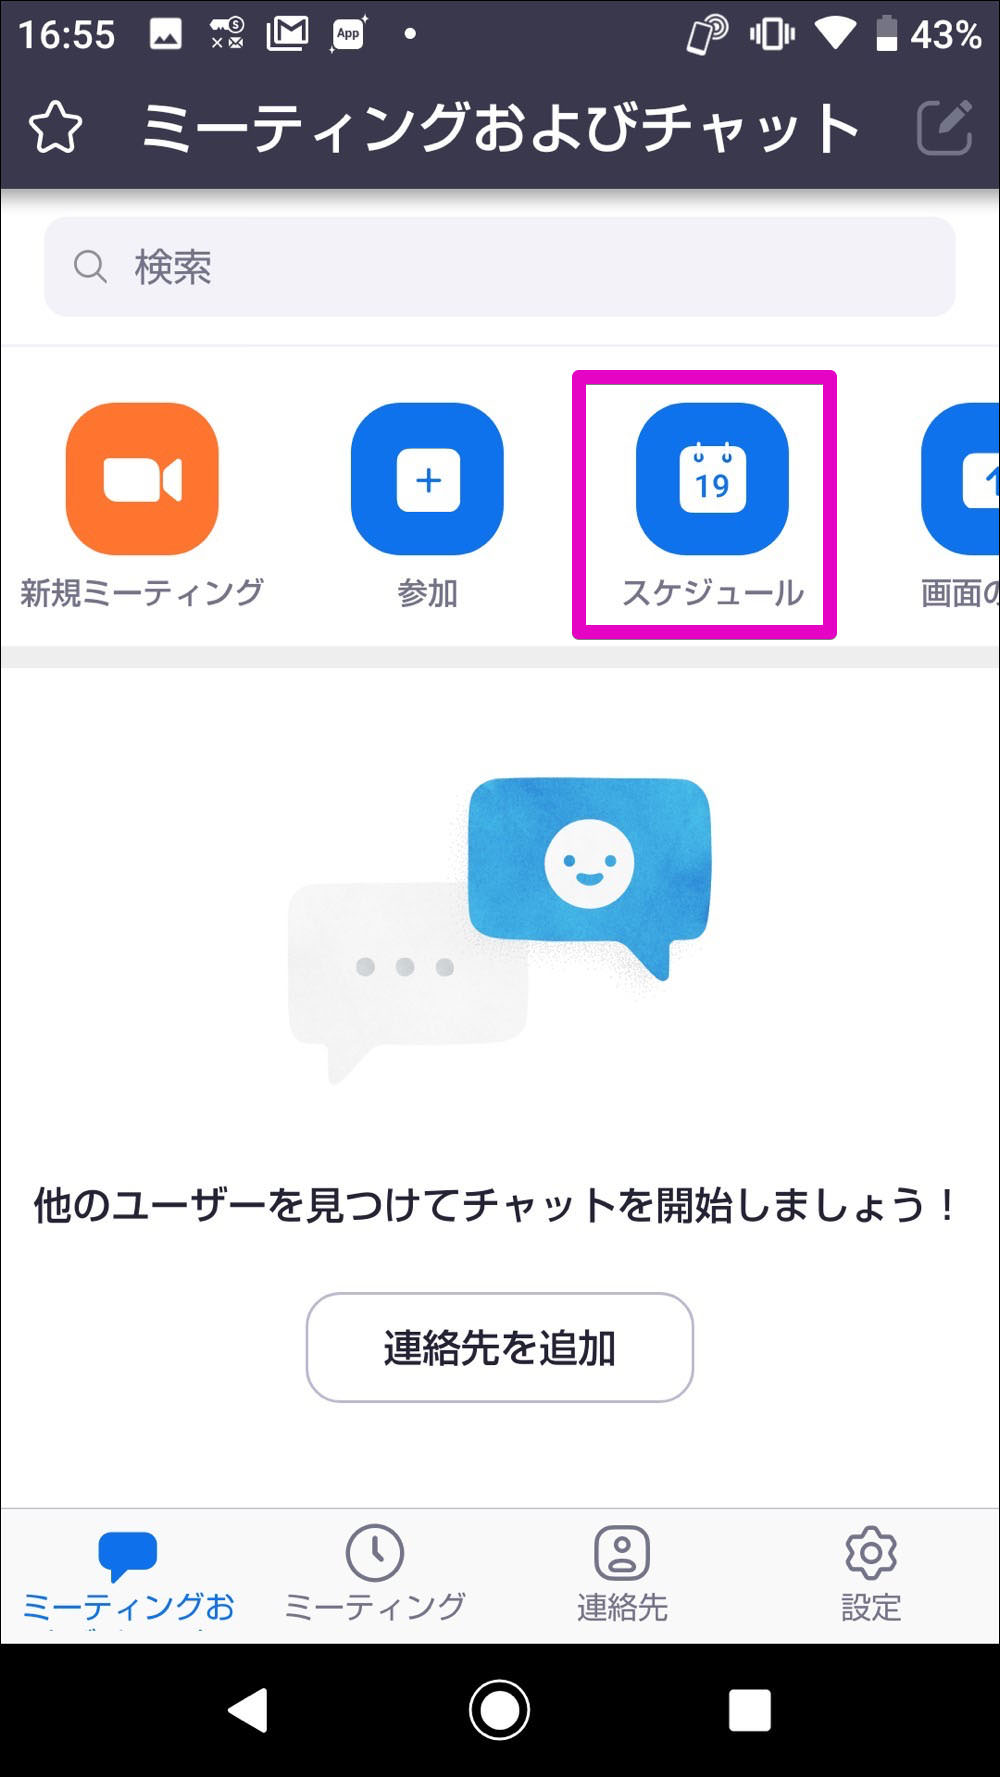 16:55
App
43%
ミーティングおよびチャット
検索
19
新規ミーティング
参加
スケジュール
画面の
他のユーザーを見つけてチャットを開始しましょう！
連絡先を追加
ミーティングお
ミーティング
連絡先
設定